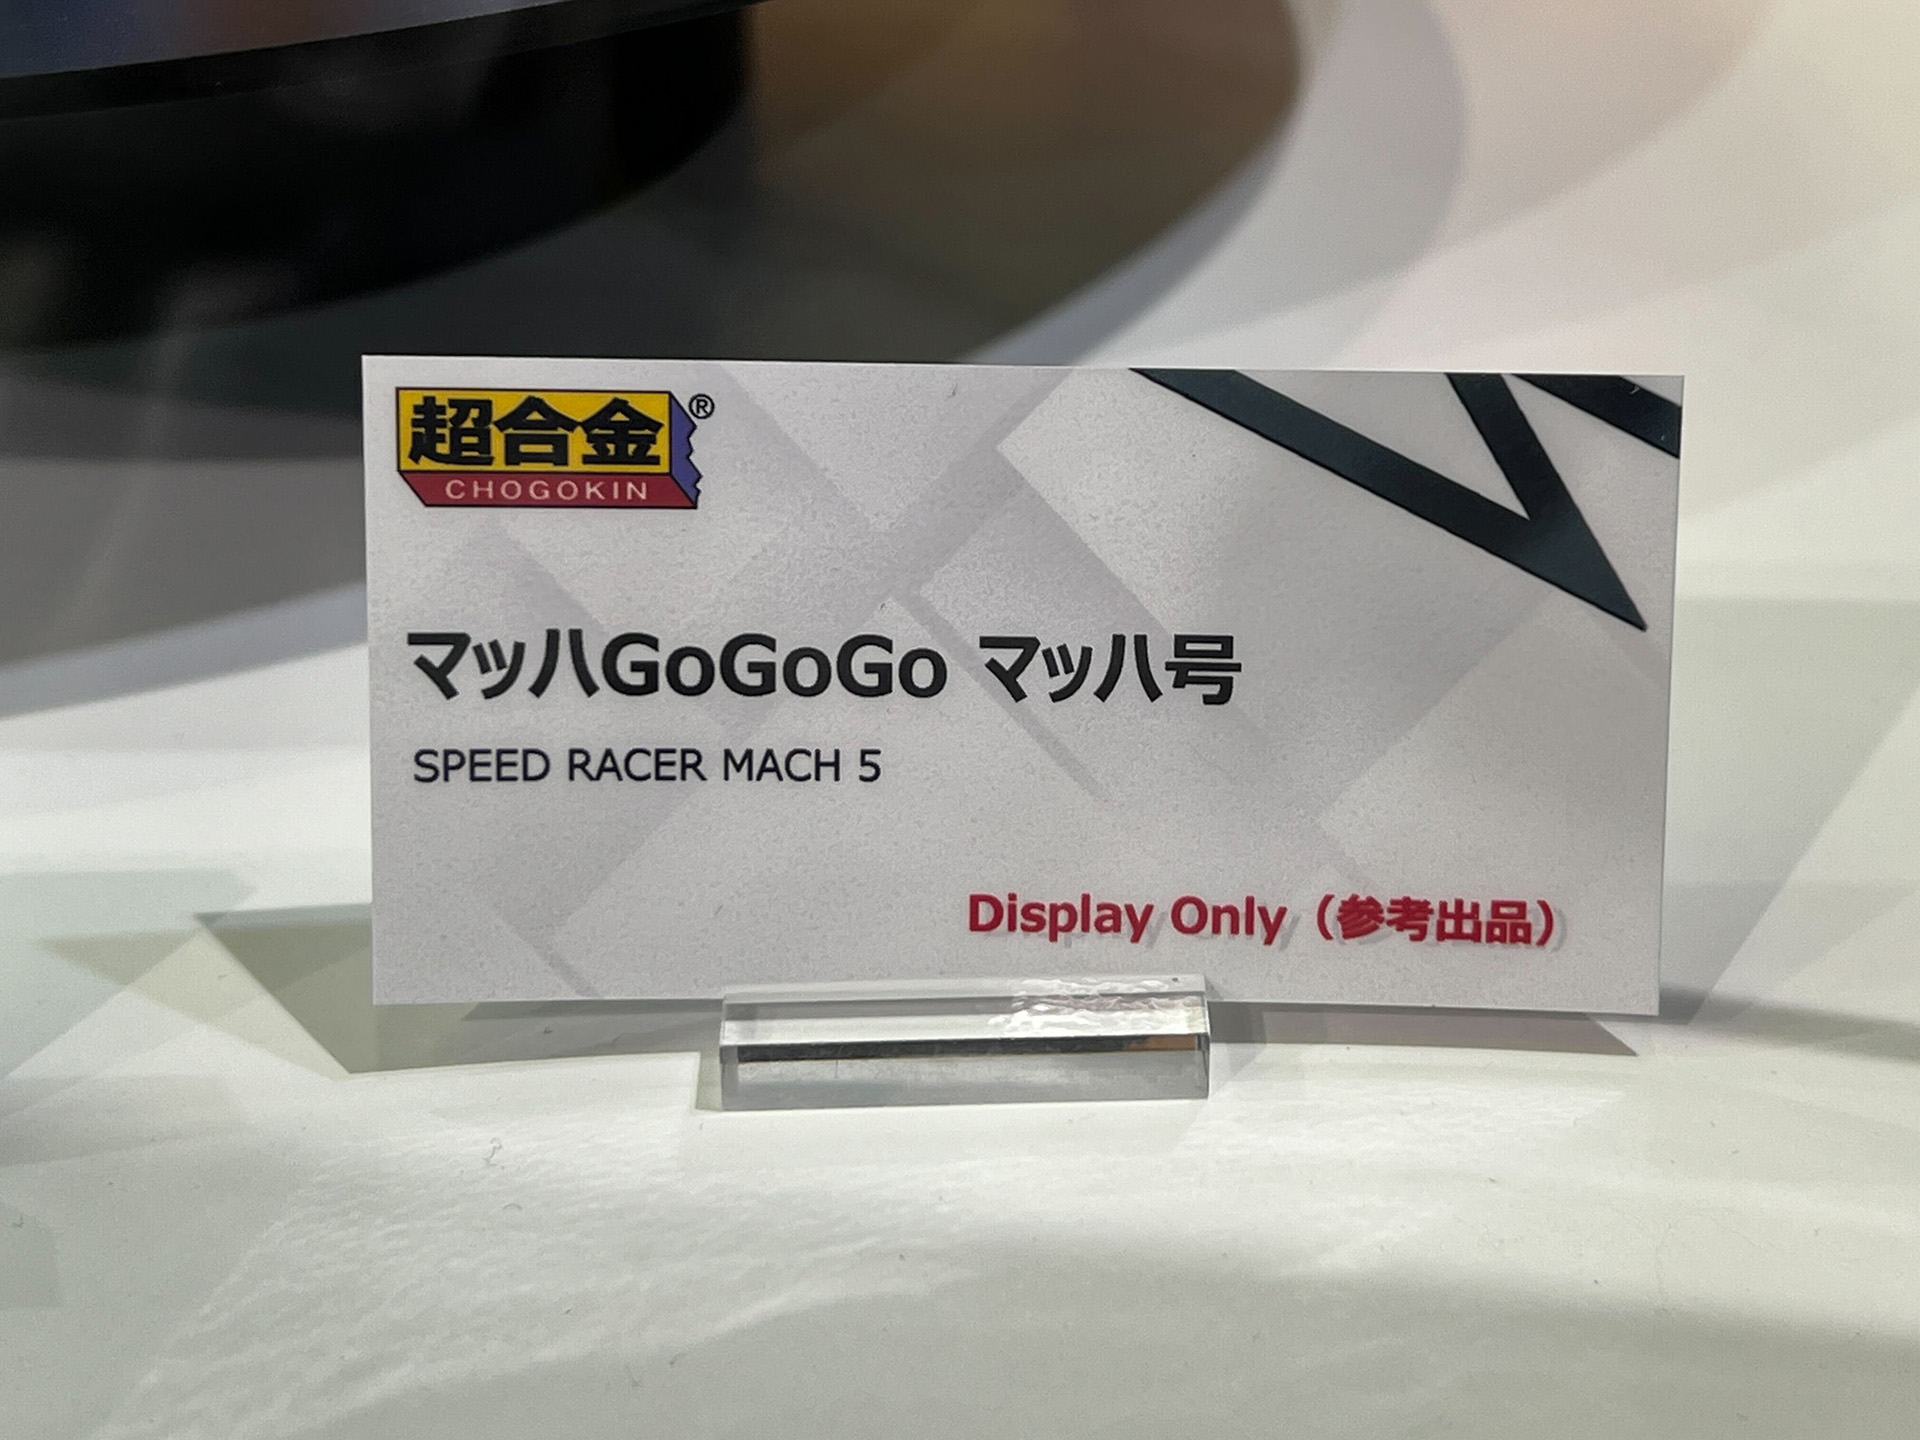 超合金®
CHOGOKIN
マッハGoGoGo マッハ号
SPEED RACER MACH 5
Display Only（参考出品）